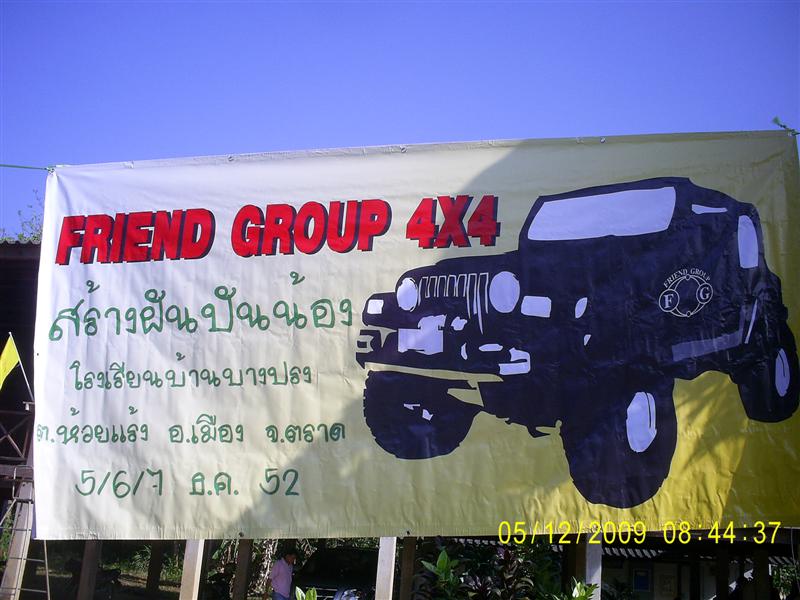 FRIEND GROUP 4X4
สร้างฝันปันน้อง
โรงเรียนบ้านบางปรง
ต.ห้วยแร้ง อ.เมือง จ.ตราด
5/6/7 ธ.ค. 52
FRIEND GROUP
F G
05/12/2009 08:44:37